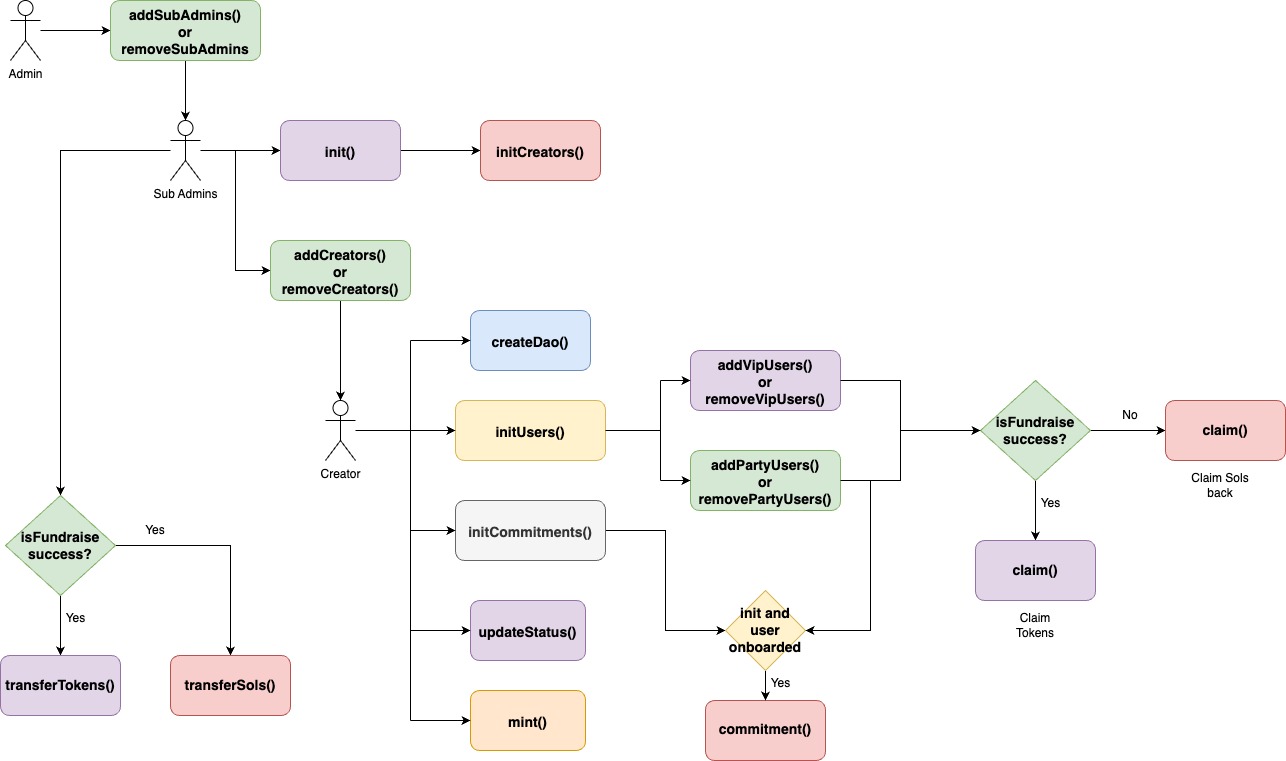 addSubAdmins()
or
removeSubAdmins
Admin
Sub Admins
init()
initCreators()
addCreators()
or
removeCreators()
Creator
createDao()
initUsers()
initCommitments()
updateStatus()
mint()
addVipUsers()
or
removeVipUsers()
addPartyUsers()
or
removePartyUsers()
init and
user
onboarded
Yes
commitment()
isFundraise
success?
No
claim()
Claim Sols
back
Yes
claim()
Claim
Tokens
isFundraise
success?
Yes
Yes
transferTokens()
transferSols()